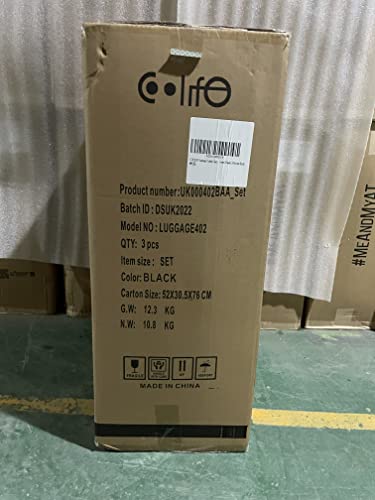 Coolife
Product number:UK000402BAA_Set
Batch ID : DSUK2022
Model NO : LUGGAGE402
QTY: 3 pcs
Item size: SET
Color: BLACK
Carton Size: 52X30.5X76 CM
G.W: 12.3 KG
N.W: 10.8 KG
FRAGILE
MADE IN CHINA
#MEANDMYAT